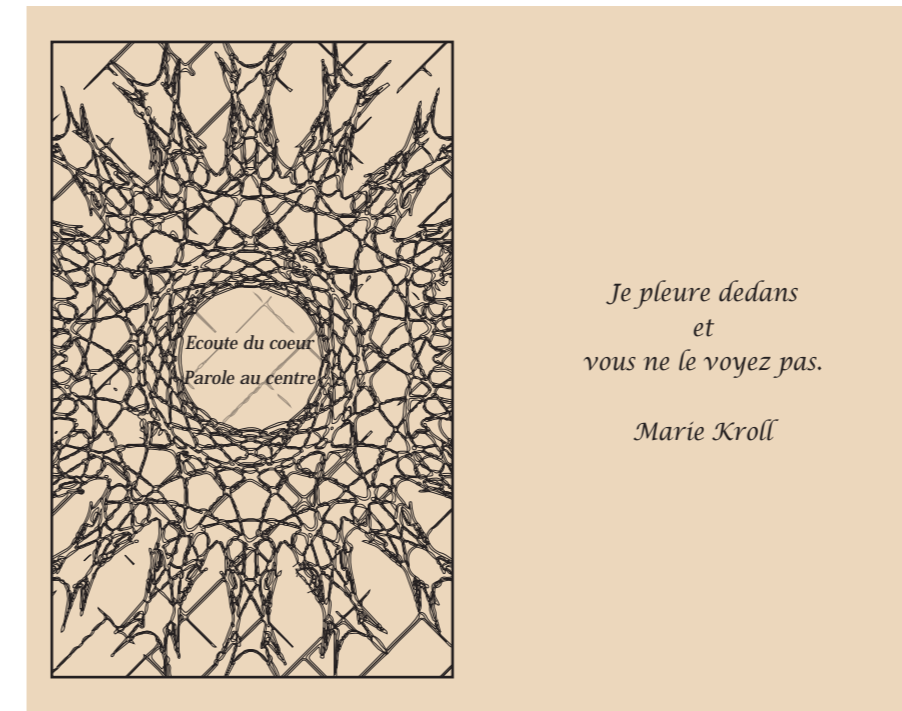 Ecoute du coeur
Parole au centre
Je pleure dedans
et
vous ne le voyez pas.
Marie Kroll